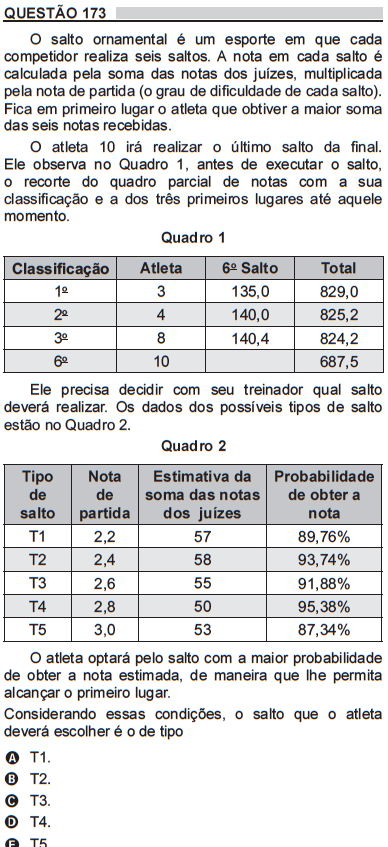 QUESTÃO 173
O salto ornamental é um esporte em que cada
competidor realiza seis saltos. A nota em cada salto é
calculada pela soma das notas dos juízes, multiplicada
pela nota de partida (o grau de dificuldade de cada salto).
Fica em primeiro lugar o atleta que obtiver a maior soma
das seis notas recebidas.
O atleta 10 irá realizar o último salto da final.
Ele observa no Quadro 1, antes de executar o salto,
o recorte do quadro parcial de notas com a sua
classificação e a dos três primeiros lugares até aquele
momento.
Quadro 1
Classificação Atleta 6º Salto Total
1º 3 135,0 829,0
2º 4 140,0 825,2
3º 8 140,4 824,2
6º 10 687,5
Ele precisa decidir com seu treinador qual salto
deverá realizar. Os dados dos possíveis tipos de salto
estão no Quadro 2.
Quadro 2
Tipo Nota Estimativa da Probabilidade
de de soma das notas de obter a
salto partida dos juízes nota
T1 2,2 57 89,76%
T2 2,4 58 93,74%
T3 2,6 55 91,88%
T4 2,8 50 95,38%
T5 3,0 53 87,34%
O atleta optará pelo salto com a maior probabilidade
de obter a nota estimada, de maneira que lhe permita
alcançar o primeiro lugar.
Considerando essas condições, o salto que o atleta
deverá escolher é o de tipo
A T1.
B T2.
C T3.
D T4.
E T5.